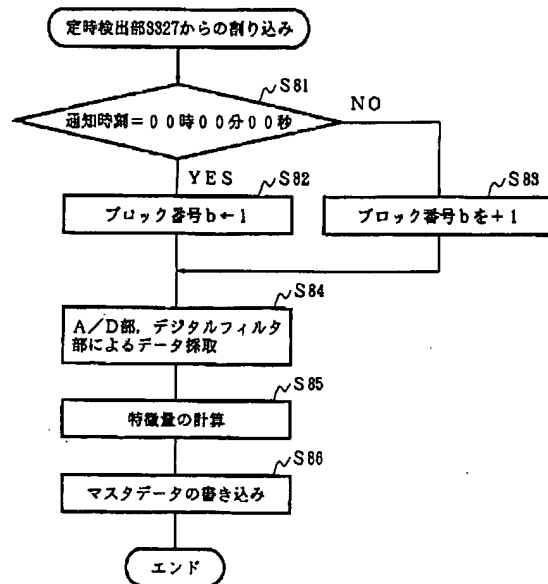 定時検出部3327からの割り込み
S81
通知時刻=00時00分00秒
NO
YES
S82
ブロック番号b←1
S83
ブロック番号bを+1
S84
A/D部，デジタルフィルタ
部によるデータ採取
S85
特徴量の計算
S86
マスタデータの書き込み
エンド